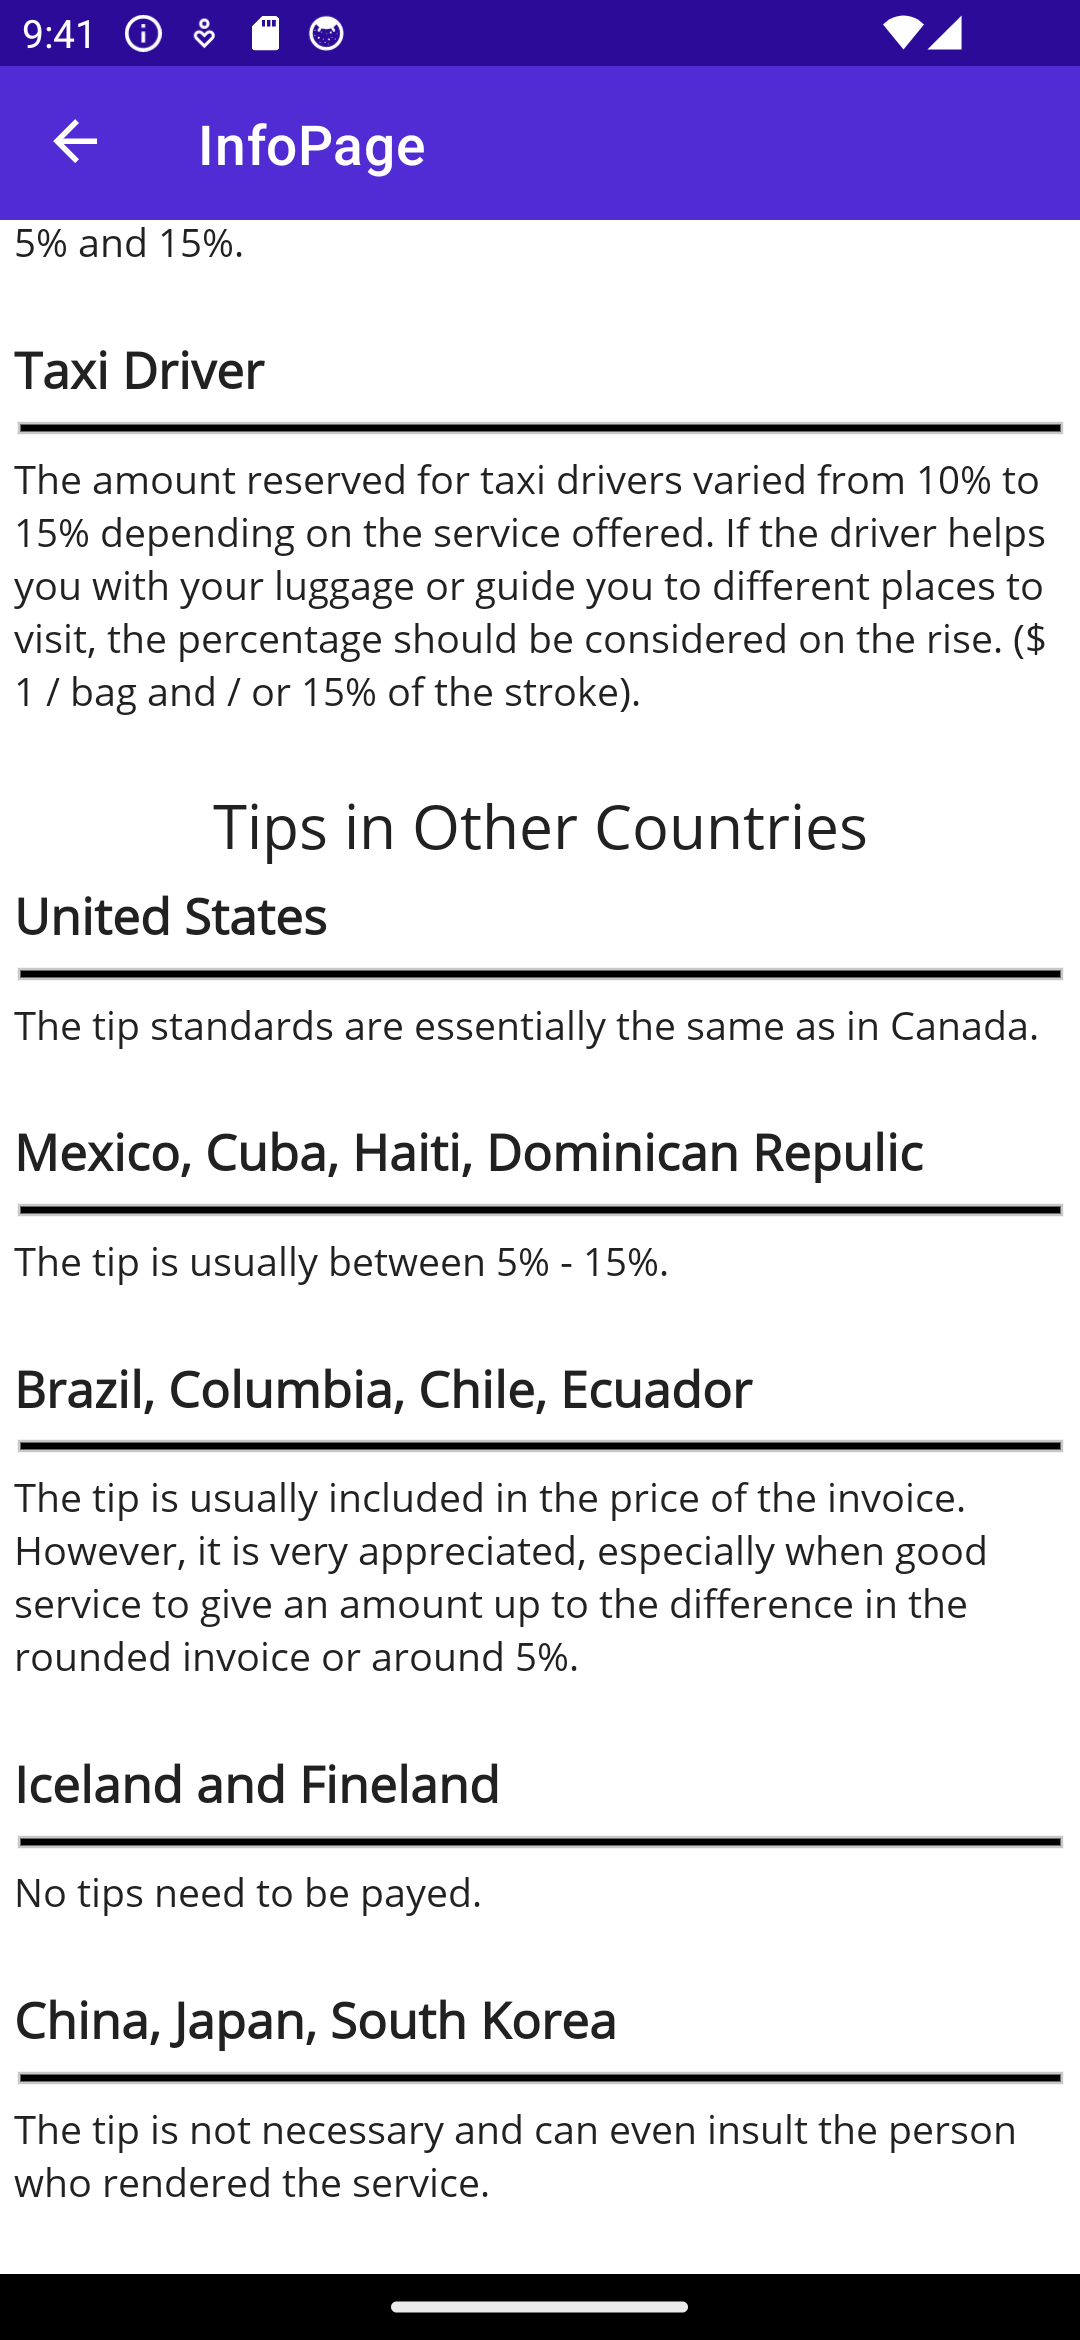 9:41
InfoPage
5% and 15%.
Taxi Driver
The amount reserved for taxi drivers varied from 10% to
15% depending on the service offered. If the driver helps
you with your luggage or guide you to different places to
visit, the percentage should be considered on the rise. ($
1 / bag and / or 15% of the stroke).
Tips in Other Countries
United States
The tip standards are essentially the same as in Canada.
Mexico, Cuba, Haiti, Dominican Repulic
The tip is usually between 5% - 15%.
Brazil, Columbia, Chile, Ecuador
The tip is usually included in the price of the invoice.
However, it is very appreciated, especially when good
service to give an amount up to the difference in the
rounded invoice or around 5%.
Iceland and Fineland
No tips need to be payed.
China, Japan, South Korea
The tip is not necessary and can even insult the person
who rendered the service.